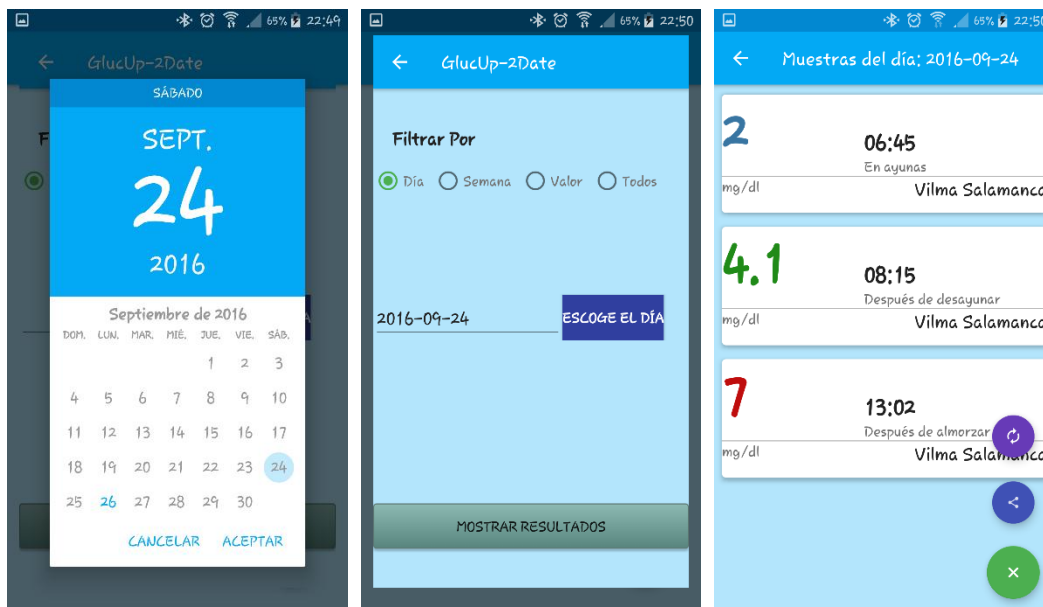 65% 22:49
GlucUp-2Date
SÁBADO
SEPT.
24
2016
Septiembre de 2016
DOM. LUN. MAR. MIÉ. JUE. VIE. SÁB.
1 2 3
4 5 6 7 8 9 10
11 12 13 14 15 16 17
18 19 20 21 22 23 24
25 26 27 28 29 30
CANCELAR ACEPTAR
65% 22:50
GlucUp-2Date
Filtrar Por
Día Semana Valor Todos
2016-09-24 ESCOGE EL DÍA
MOSTRAR RESULTADOS
65% 22:50
Muestras del día: 2016-09-24
2 06:45
En ayunas
mg/dl Vilma Salamanca
4.1 08:15
Después de desayunar
mg/dl Vilma Salamanca
7 13:02
Después de almorzar
mg/dl Vilma Salamanca